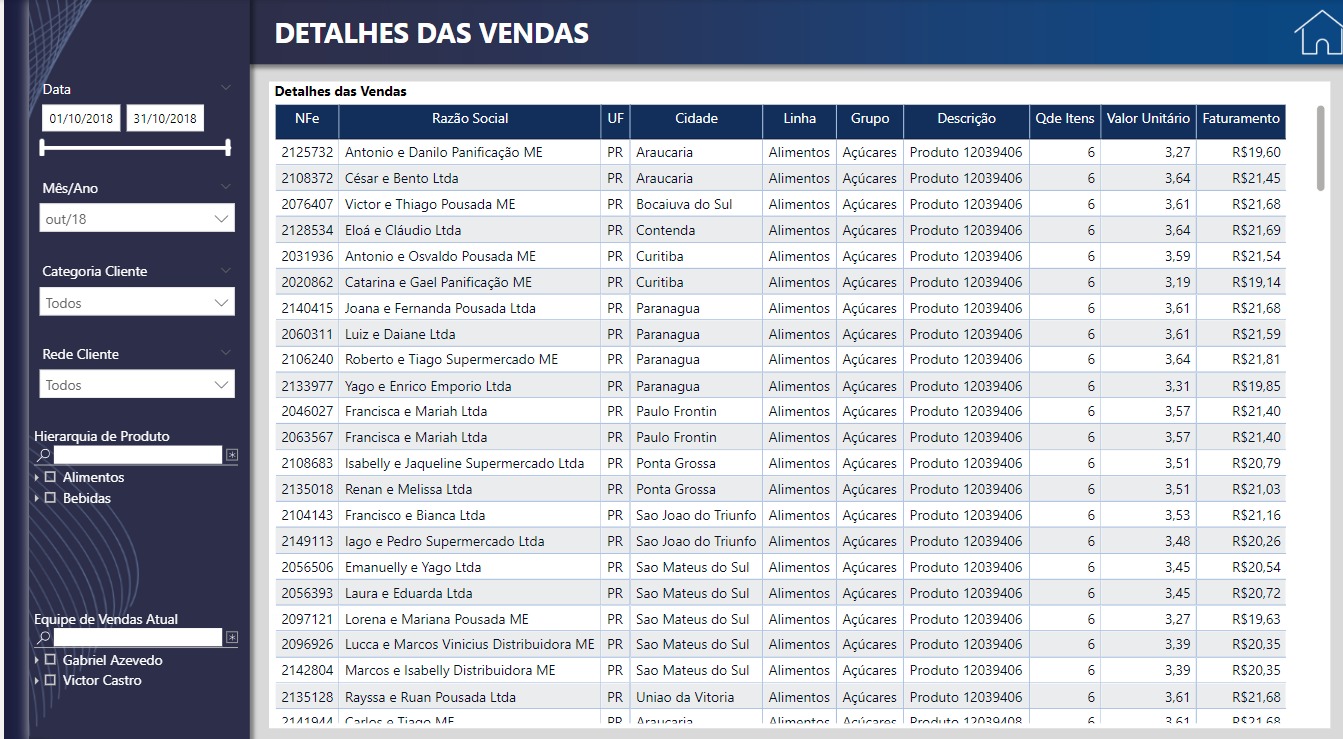 DETALHES DAS VENDAS
Data
01/10/2018 31/10/2018
Mês/Ano
out/18
Categoria Cliente
Todos
Rede Cliente
Todos
Hierarquia de Produto
Alimentos
Bebidas
Equipe de Vendas Atual
Gabriel Azevedo
Victor Castro
Detalhes das Vendas
NFe Razão Social UF Cidade Linha Grupo Descrição Qde Itens Valor Unitário Faturamento
2125732 Antonio e Danilo Panificação ME PR Araucaria Alimentos Açúcares Produto 12039406 6 3,27 R$19,60
2108372 César e Bento Ltda PR Araucaria Alimentos Açúcares Produto 12039406 6 3,64 R$21,45
2076407 Victor e Thiago Pousada ME PR Bocaiuva do Sul Alimentos Açúcares Produto 12039406 6 3,61 R$21,68
2128534 Eloá e Cláudio Ltda PR Contenda Alimentos Açúcares Produto 12039406 6 3,64 R$21,69
2031936 Antonio e Osvaldo Pousada ME PR Curitiba Alimentos Açúcares Produto 12039406 6 3,59 R$21,54
2020862 Catarina e Gael Panificação ME PR Curitiba Alimentos Açúcares Produto 12039406 6 3,19 R$19,14
2140415 Joana e Fernanda Pousada Ltda PR Paranagua Alimentos Açúcares Produto 12039406 6 3,61 R$21,68
2060311 Luiz e Daiane Ltda PR Paranagua Alimentos Açúcares Produto 12039406 6 3,61 R$21,59
2106240 Roberto e Tiago Supermercado ME PR Paranagua Alimentos Açúcares Produto 12039406 6 3,64 R$21,81
2133977 Yago e Enrico Emporio Ltda PR Paranagua Alimentos Açúcares Produto 12039406 6 3,31 R$19,85
2046027 Francisca e Mariah Ltda PR Paulo Frontin Alimentos Açúcares Produto 12039406 6 3,57 R$21,40
2063567 Francisca e Mariah Ltda PR Paulo Frontin Alimentos Açúcares Produto 12039406 6 3,57 R$21,40
2108683 Isabelly e Jaqueline Supermercado Ltda PR Ponta Grossa Alimentos Açúcares Produto 12039406 6 3,51 R$20,79
2135018 Renan e Melissa Ltda PR Ponta Grossa Alimentos Açúcares Produto 12039406 6 3,51 R$21,03
2104143 Francisco e Bianca Ltda PR Sao Joao do Triunfo Alimentos Açúcares Produto 12039406 6 3,53 R$21,16
2149113 Iago e Pedro Supermercado Ltda PR Sao Joao do Triunfo Alimentos Açúcares Produto 12039406 6 3,48 R$20,26
2056506 Emanuelly e Yago Ltda PR Sao Mateus do Sul Alimentos Açúcares Produto 12039406 6 3,45 R$20,54
2056393 Laura e Eduarda Ltda PR Sao Mateus do Sul Alimentos Açúcares Produto 12039406 6 3,45 R$20,72
2097121 Lorena e Mariana Pousada ME PR Sao Mateus do Sul Alimentos Açúcares Produto 12039406 6 3,27 R$19,63
2096926 Lucca e Marcos Vinicius Distribuidora ME PR Sao Mateus do Sul Alimentos Açúcares Produto 12039406 6 3,39 R$20,35
2142804 Marcos e Isabelly Distribuidora ME PR Sao Mateus do Sul Alimentos Açúcares Produto 12039406 6 3,39 R$20,35
2135128 Rayssa e Ruan Pousada Ltda PR Uniao da Vitoria Alimentos Açúcares Produto 12039406 6 3,61 R$21,68
2141944 Carlos e Tiago ME PR Araucaria Alimentos Açúcares Produto 12039408 6 3,61 R$21,68